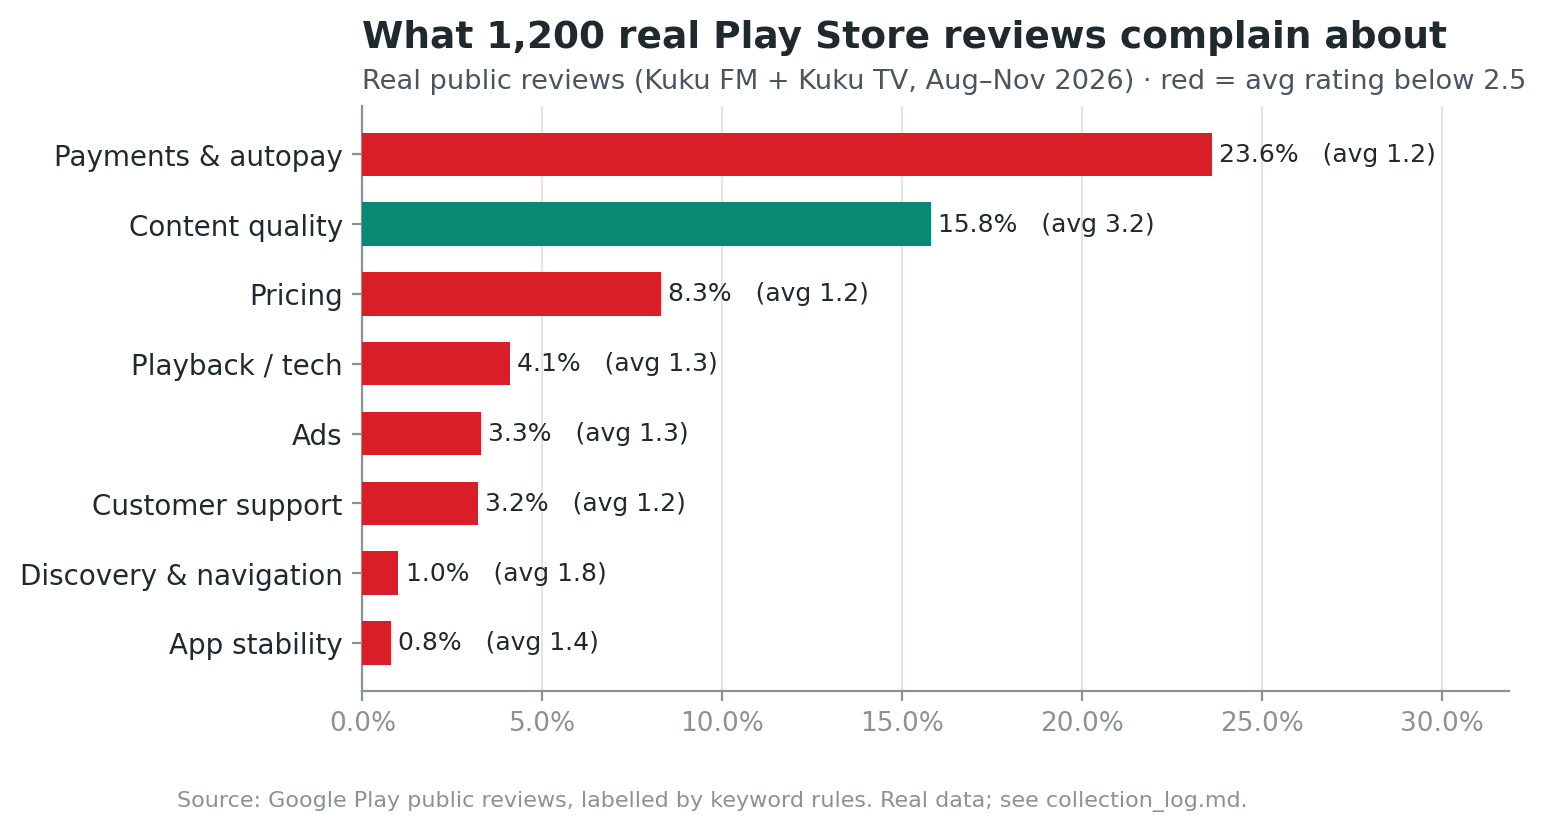 What 1,200 real Play Store reviews complain about
Real public reviews (Kuku FM + Kuku TV, Aug–Nov 2026) · red = avg rating below 2.5
Payments & autopay 23.6% (avg 1.2)
Content quality 15.8% (avg 3.2)
Pricing 8.3% (avg 1.2)
Playback / tech 4.1% (avg 1.3)
Ads 3.3% (avg 1.3)
Customer support 3.2% (avg 1.2)
Discovery & navigation 1.0% (avg 1.8)
App stability 0.8% (avg 1.4)
0.0% 5.0% 10.0% 15.0% 20.0% 25.0% 30.0%
Source: Google Play public reviews, labelled by keyword rules. Real data; see collection_log.md.